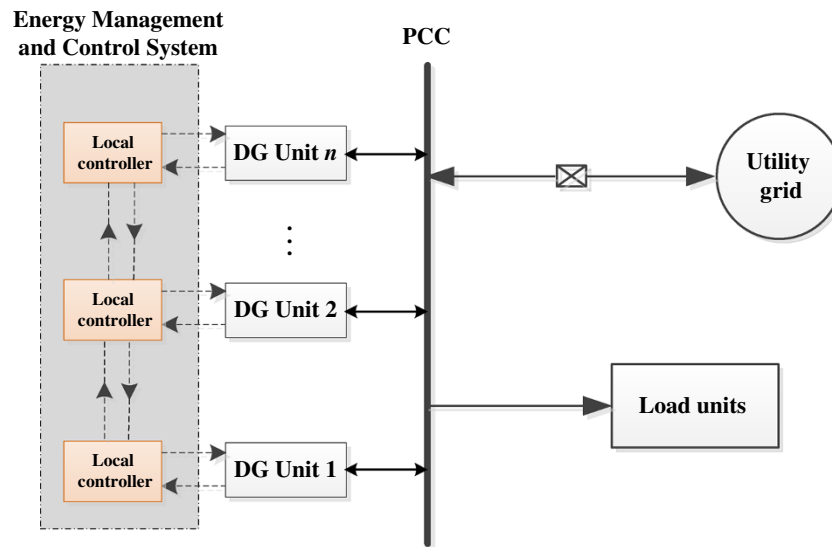 Energy Management
and Control System
PCC
Local
controller
DG Unit n
Utility
grid
⋮
Local
controller
DG Unit 2
Load units
Local
controller
DG Unit 1